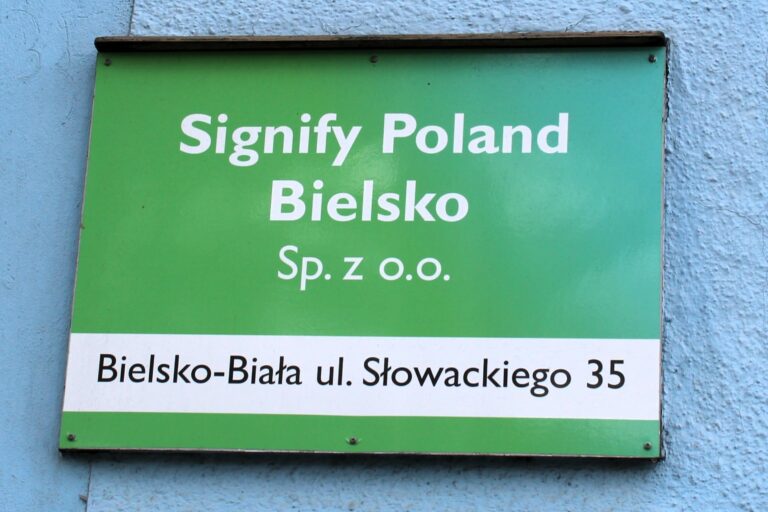 Signify Poland
Bielsko
Sp. z o.o.
Bielsko-Biała ul. Słowackiego 35